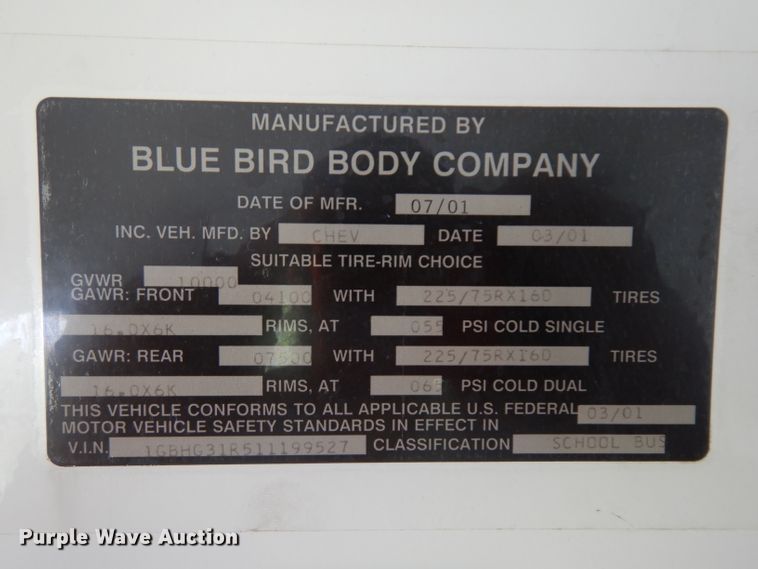 MANUFACTURED BY
BLUE BIRD BODY COMPANY
DATE OF MFR. 07/01
INC. VEH. MFD. BY CHEV DATE 03/01
SUITABLE TIRE-RIM CHOICE
GVWR 10000
GAWR: FRONT 04100 WITH 225/75RX16D TIRES
16.0X6K RIMS, AT 055 PSI COLD SINGLE
GAWR: REAR 07500 WITH 225/75RX16D TIRES
16.0X6K RIMS, AT 065 PSI COLD DUAL
THIS VEHICLE CONFORMS TO ALL APPLICABLE U.S. FEDERAL 03/01
MOTOR VEHICLE SAFETY STANDARDS IN EFFECT IN
V.I.N. 1GBHG31R511199527 CLASSIFICATION SCHOOL BUS
Purple Wave Auction